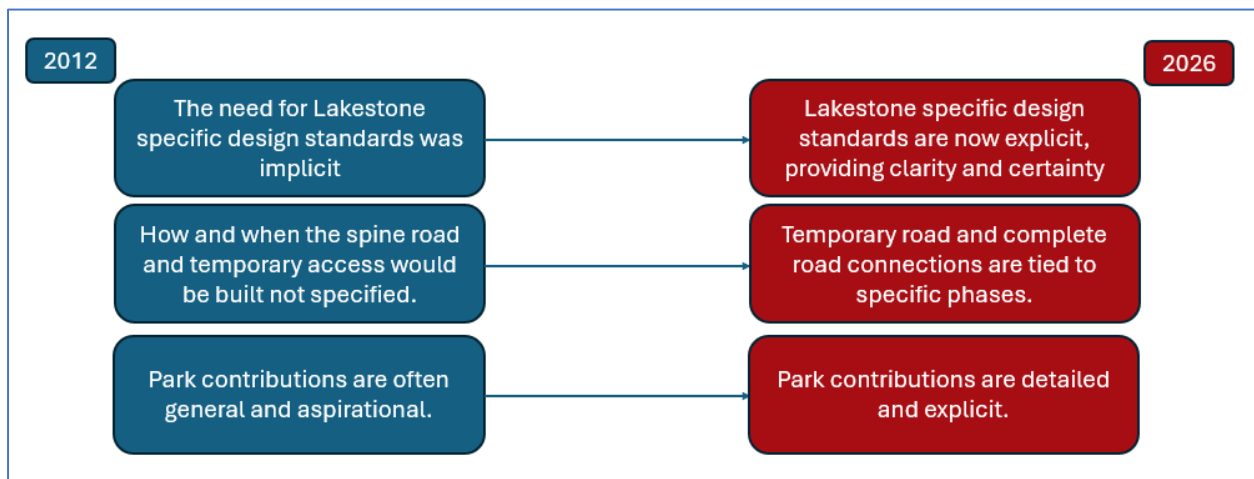 2012
2026
The need for Lakestone
specific design standards was
implicit
Lakestone specific design
standards are now explicit,
providing clarity and certainty
How and when the spine road
and temporary access would
be built not specified.
Temporary road and complete
road connections are tied to
specific phases.
Park contributions are often
general and aspirational.
Park contributions are detailed
and explicit.